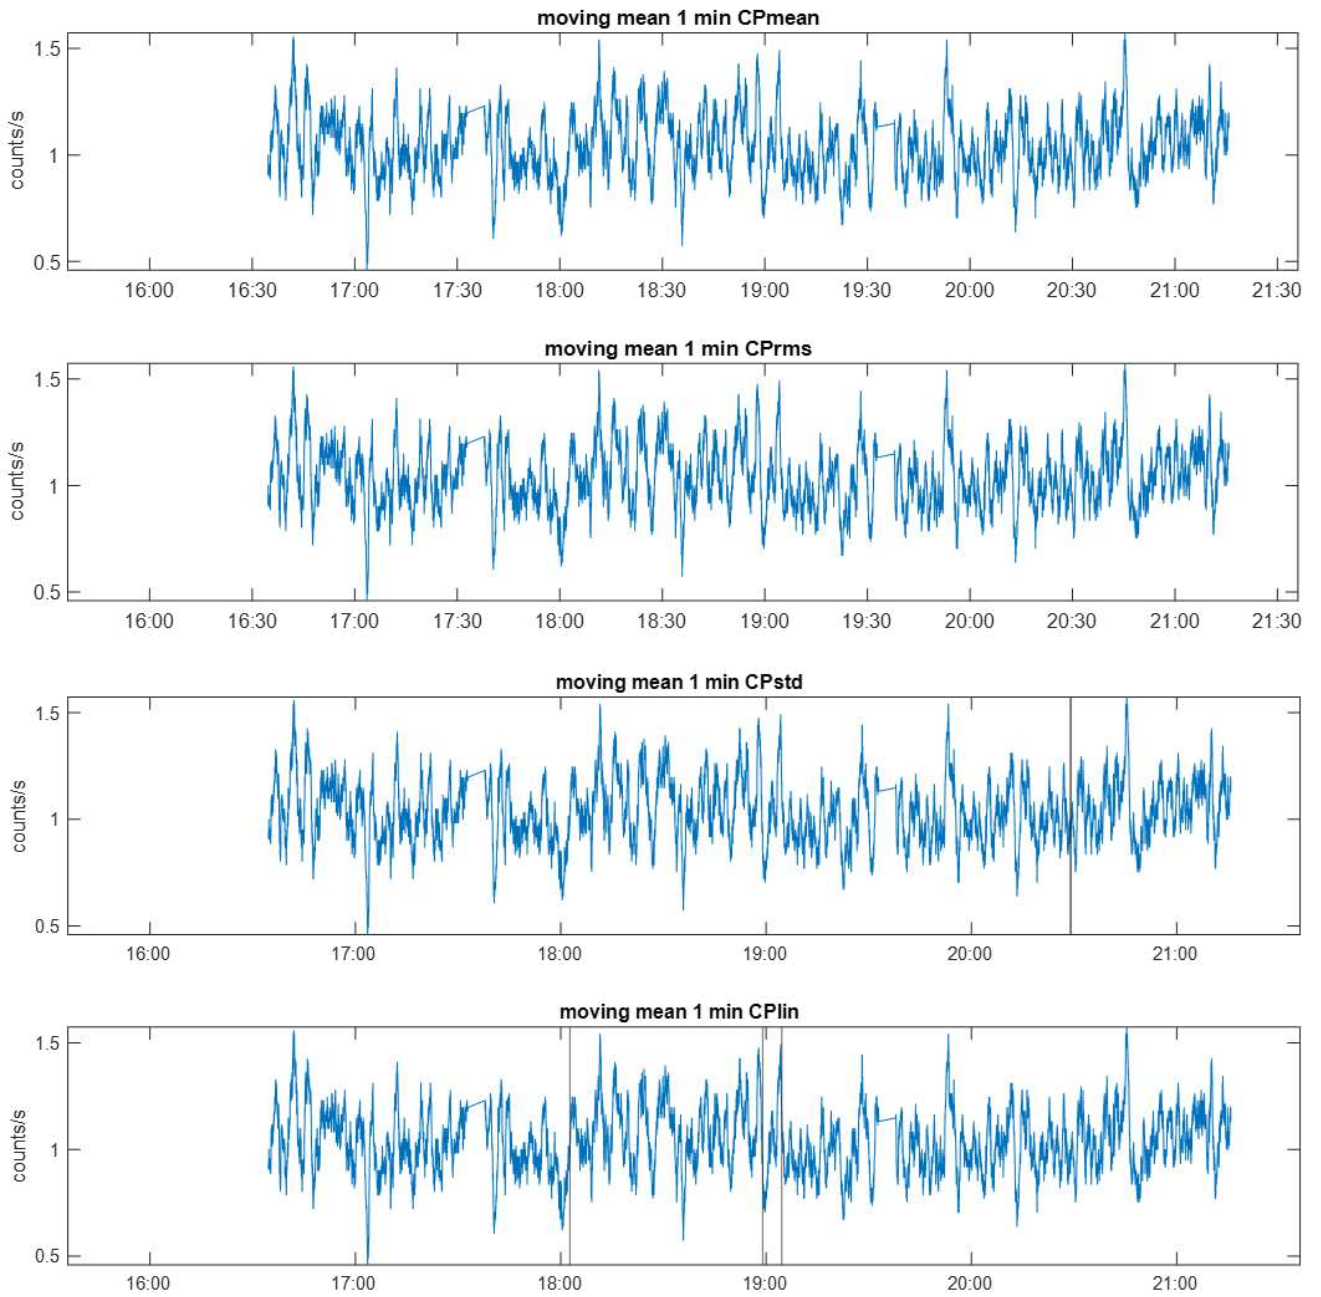 moving mean 1 min CPmean
counts/s
1.5
1
0.5
16:00 16:30 17:00 17:30 18:00 18:30 19:00 19:30 20:00 20:30 21:00 21:30
moving mean 1 min CPrms
counts/s
1.5
1
0.5
16:00 16:30 17:00 17:30 18:00 18:30 19:00 19:30 20:00 20:30 21:00 21:30
moving mean 1 min CPstd
counts/s
1.5
1
0.5
16:00 17:00 18:00 19:00 20:00 21:00
moving mean 1 min CPlin
counts/s
1.5
1
0.5
16:00 17:00 18:00 19:00 20:00 21:00